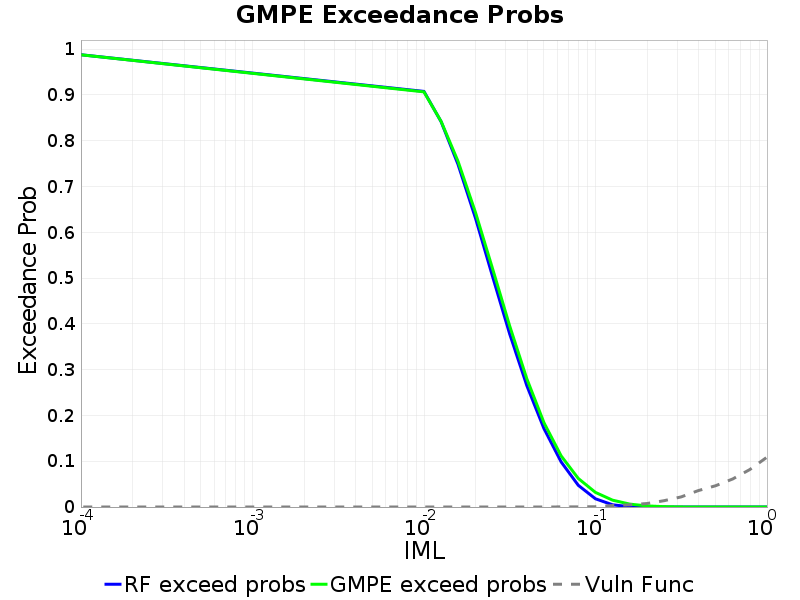 GMPE Exceedance Probs
Exceedance Prob
1
0.9
0.8
0.7
0.6
0.5
0.4
0.3
0.2
0.1
0
10^-4 10^-3 10^-2 10^-1 10^0
IML
RF exceed probs GMPE exceed probs Vuln Func